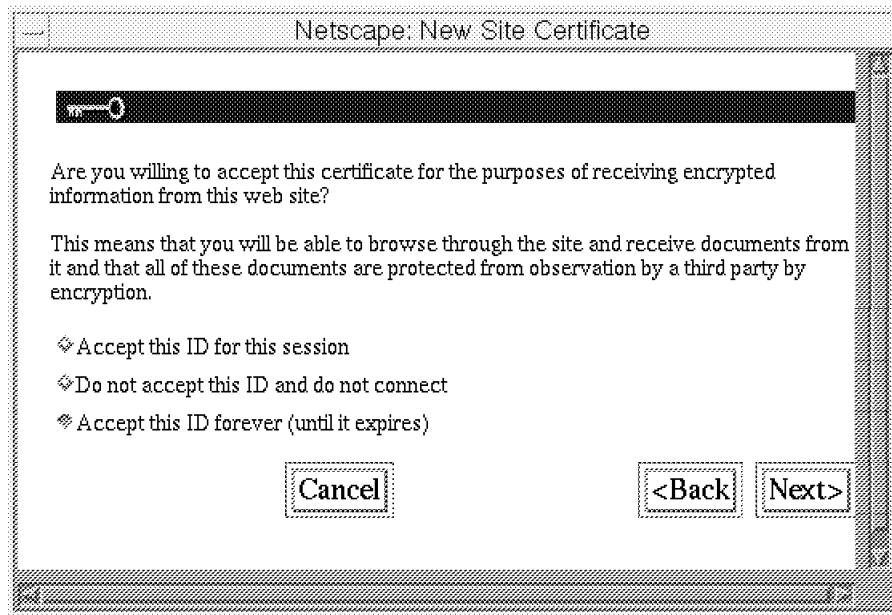 Netscape: New Site Certificate
Are you willing to accept this certificate for the purposes of receiving encrypted
information from this web site?
This means that you will be able to browse through the site and receive documents from
it and that all of these documents are protected from observation by a third party by
encryption.
Accept this ID for this session
Do not accept this ID and do not connect
Accept this ID forever (until it expires)
Cancel
<Back
Next>